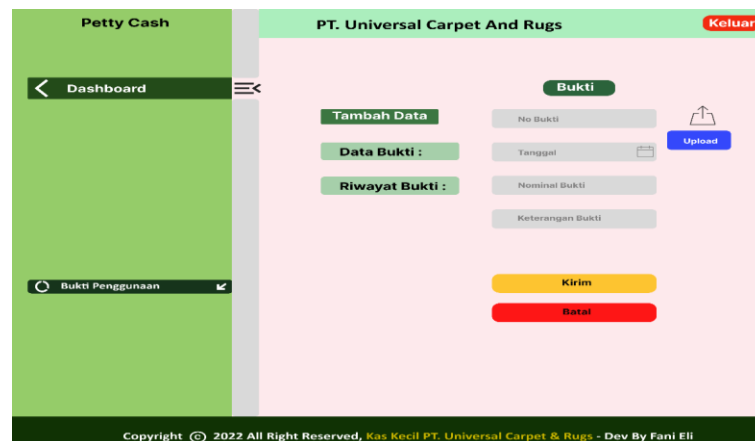 Petty Cash
PT. Universal Carpet And Rugs
Keluar
Dashboard
Bukti
Tambah Data
No Bukti
Upload
Data Bukti :
Tanggal
Riwayat Bukti :
Nominal Bukti
Keterangan Bukti
Bukti Penggunaan
Kirim
Batal
Copyright © 2022 All Right Reserved, Kas Kecil PT. Universal Carpet & Rugs - Dev By Fani Eli